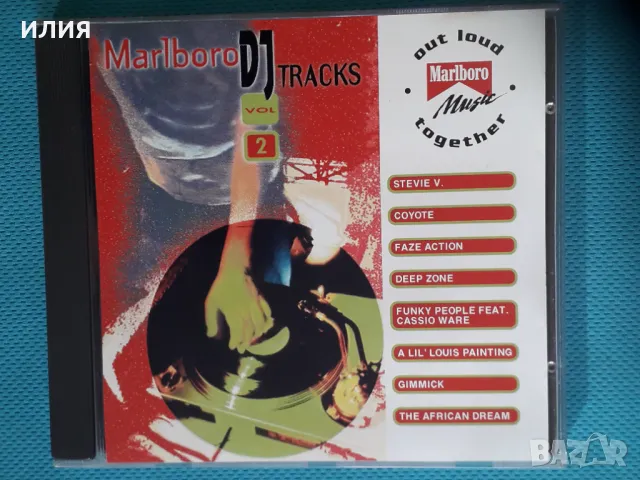 илия
Marlboro DJ TRACKS
VOL
2
out loud
Marlboro
Music
together
STEVIE V.
COYOTE
FAZE ACTION
DEEP ZONE
FUNKY PEOPLE FEAT.
CASSIO WARE
A LIL' LOUIS PAINTING
GIMMICK
THE AFRICAN DREAM
BAZAR
bg